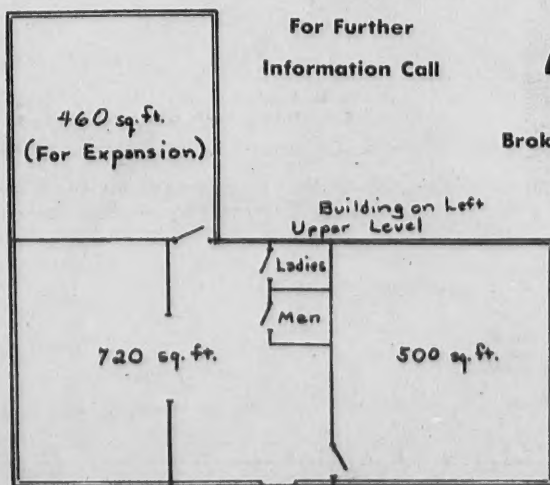 For Further
Information Call
Brok
460 sq.ft.
(For Expansion)
Building on Left
Upper Level
Ladies
Men
720 sq.ft.
500 sq.ft.